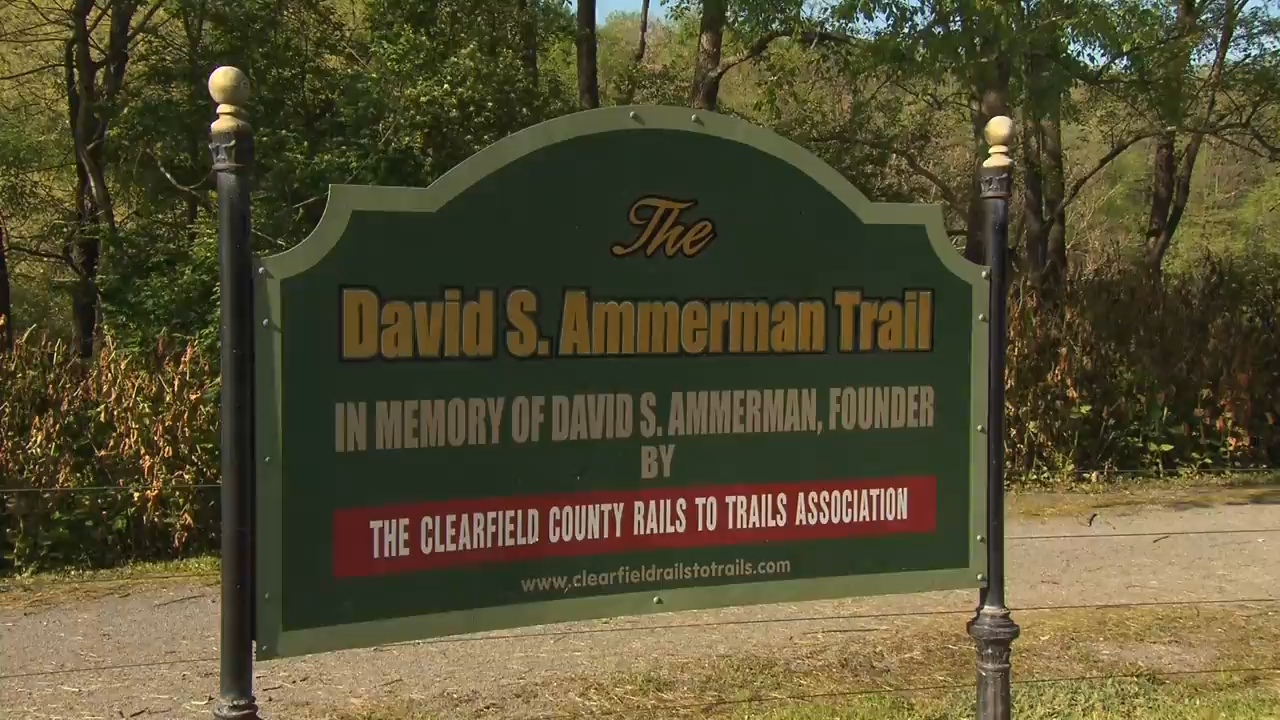 The
David S. Ammerman Trail
IN MEMORY OF DAVID S. AMMERMAN, FOUNDER
BY
THE CLEARFIELD COUNTY RAILS TO TRAILS ASSOCIATION
www.clearfieldrailstotrails.com